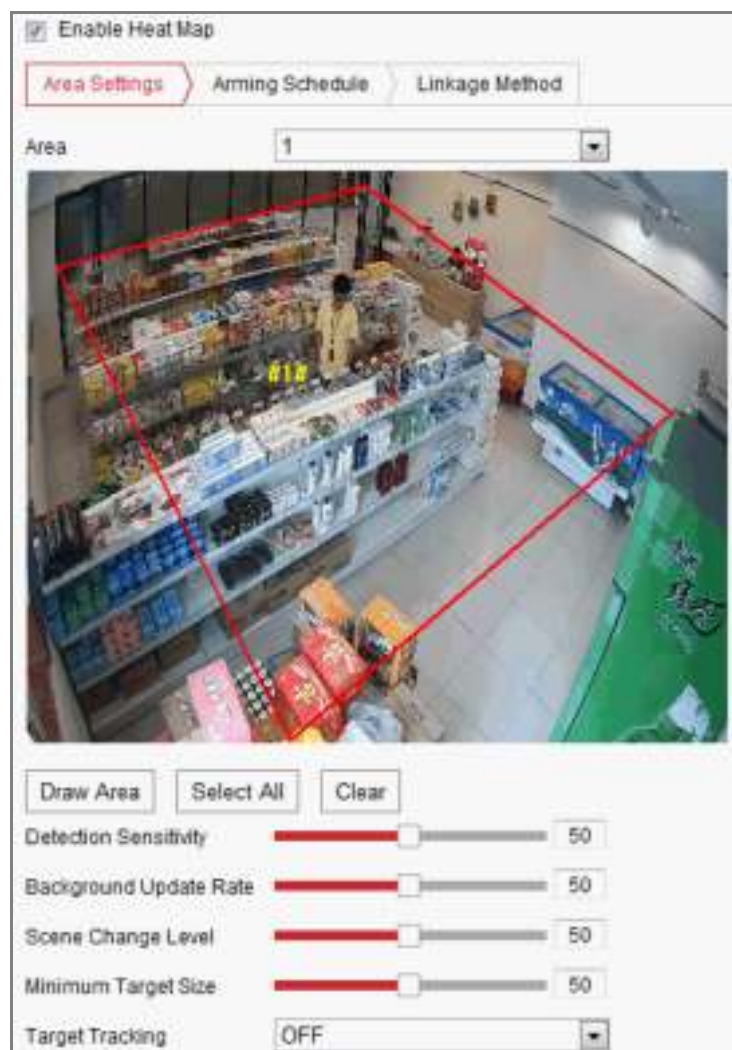 Enable Heat Map
Area Settings
Arming Schedule
Linkage Method
Area
1
#1#
Draw Area
Select All
Clear
Detection Sensitivity
50
Background Update Rate
50
Scene Change Level
50
Minimum Target Size
50
Target Tracking
OFF